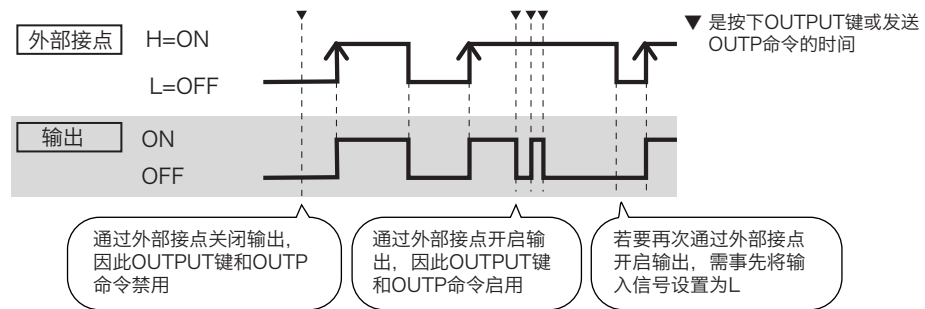 ▼ 是按下OUTPUT键或发送
OUTP命令的时间
外部接点 H=ON
L=OFF
输出 ON
OFF
通过外部接点关闭输出，
因此OUTPUT键和OUTP
命令禁用
通过外部接点开启输
出，因此OUTPUT键
和OUTP命令启用
若要再次通过外部接点
开启输出，需事先将输
入信号设置为L